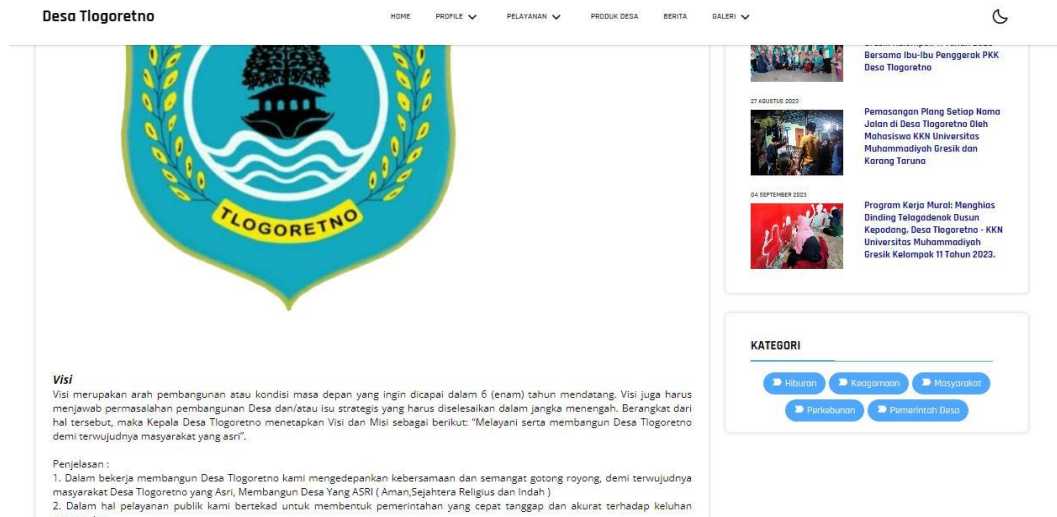 Desa Tlogoretno
HOME PROFILE PELAYANAN PRODUK DESA BERITA GALERI
TLOGORETNO
Bersama Ibu-Ibu Penggerak PKK
Desa Tlogoretno
27 AGUSTUS 2023
Pemasangan Plang Setiap Nama
Jalan di Desa Tlogoretno Oleh
Mahasiswa KKN Universitas
Muhammadiyah Gresik dan
Karang Taruna
04 SEPTEMBER 2023
Program Kerja Mural: Menghias
Dinding Telagadenok Dusun
Kepodang, Desa Tlogoretno - KKN
Universitas Muhammadiyah
Gresik Kelompok 11 Tahun 2023.
KATEGORI
Hiburan Keagamaan Masyarakat
Perkebunan Pemerintah Desa
Visi
Visi merupakan arah pembangunan atau kondisi masa depan yang ingin dicapai dalam 6 (enam) tahun mendatang. Visi juga harus
menjawab permasalahan pembangunan Desa dan/atau isu strategis yang harus diselesaikan dalam jangka menengah. Berangkat dari
hal tersebut, maka Kepala Desa Tlogoretno menetapkan Visi dan Misi sebagai berikut: “Melayani serta membangun Desa Tlogoretno
demi terwujudnya masyarakat yang asri”.
Penjelasan :
1. Dalam bekerja membangun Desa Tlogoretno kami mengedepankan kebersamaan dan semangat gotong royong, demi terwujudnya
masyarakat Desa Tlogoretno yang Asri, Membangun Desa Yang ASRI ( Aman,Sejahtera Religius dan Indah )
2. Dalam hal pelayanan publik kami bertekad untuk membentuk pemerintahan yang cepat tanggap dan akurat terhadap keluhan